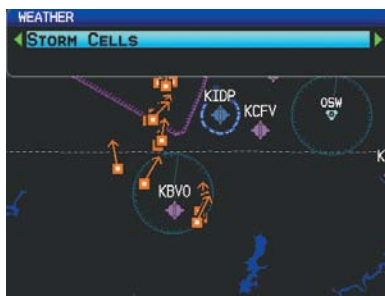 WEATHER
STORM CELLS
KIDP
KCFV
OSW
KBVO
K